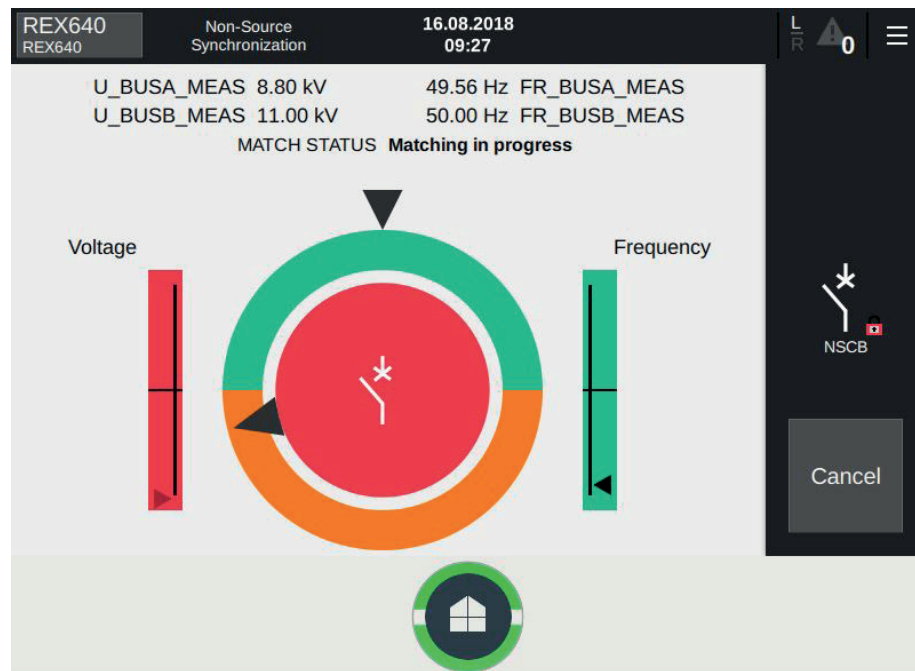 REX640
REX640
Non-Source
Synchronization
16.08.2018
09:27
L
R
0
U_BUSA_MEAS 8.80 kV 49.56 Hz FR_BUSA_MEAS
U_BUSB_MEAS 11.00 kV 50.00 Hz FR_BUSB_MEAS
MATCH STATUS Matching in progress
Voltage
Frequency
NSCB
Cancel